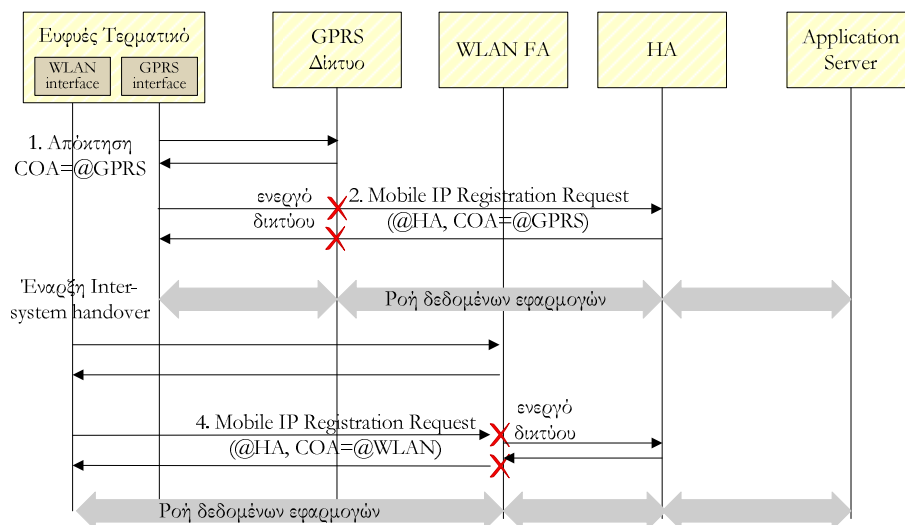 Ευφυές Τερματικό
WLAN
interface
GPRS
interface
GPRS
Δίκτυο
WLAN FA
HA
Application
Server
1. Απόκτηση
COA=@GPRS
ενεργό
δικτύου
2. Mobile IP Registration Request
(@HA, COA=@GPRS)
Έναρξη Inter-
system handover
Ροή δεδομένων εφαρμογών
4. Mobile IP Registration Request
(@HA, COA=@WLAN)
ενεργό
δικτύου
Ροή δεδομένων εφαρμογών